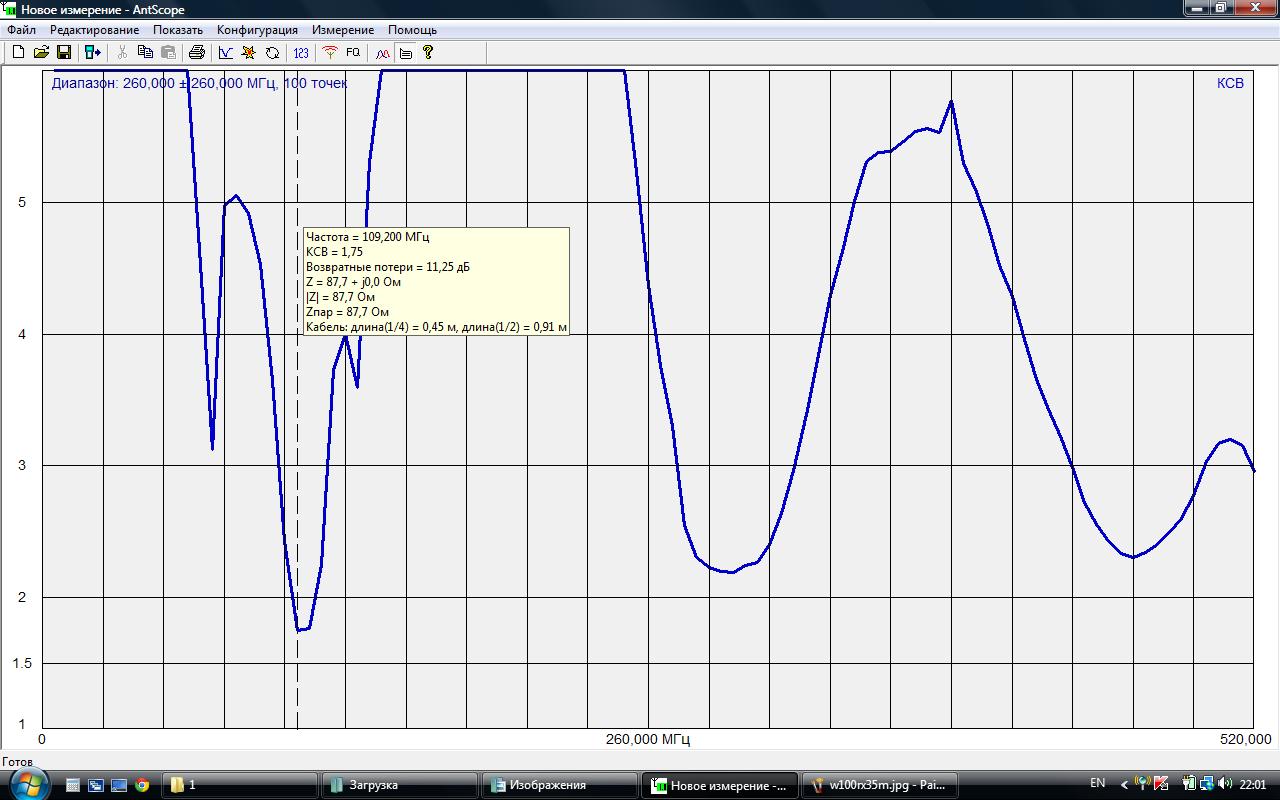 Новое измерение - AntScope
Файл Редактирование Показать Конфигурация Измерение Помощь
123 FQ
Диапазон: 260,000 ± 260,000 МГц, 100 точек
КСВ
5
Частота = 109,200 МГц
КСВ = 1,75
Возвратные потери = 11,25 дБ
Z = 87,7 + j0,0 Ом
|Z| = 87,7 Ом
Zпар = 87,7 Ом
Кабель: длина(1/4) = 0,45 м, длина(1/2) = 0,91 м
4
3
2
1.5
1
0 260,000 МГц 520,000
Готов
1 Загрузка Изображения Новое измерение -... w100rx35m.jpg - Pai... EN 22:01